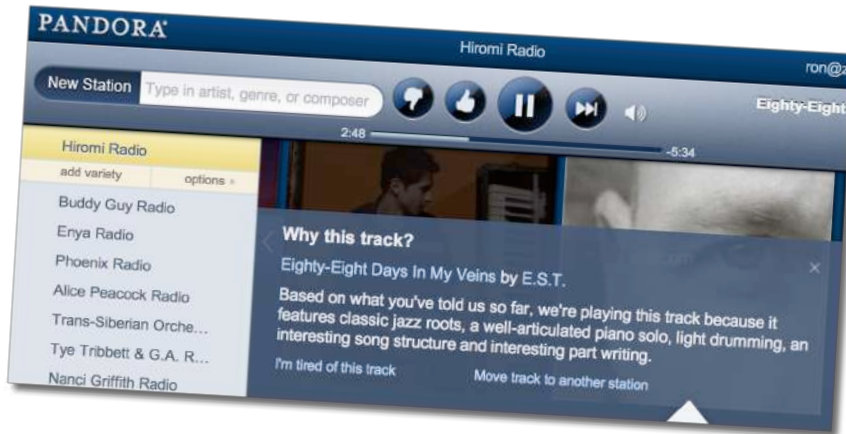 PANDORA
Hiromi Radio
ron@z
New Station
Type in artist, genre, or composer
Eighty-Eight
2:48
-5:34
Hiromi Radio
add variety
options
Buddy Guy Radio
Enya Radio
Phoenix Radio
Alice Peacock Radio
Trans-Siberian Orche...
Tye Tribbett & G.A. R...
Nanci Griffith Radio
Why this track?
Eighty-Eight Days In My Veins by E.S.T.
Based on what you've told us so far, we're playing this track because it
features classic jazz roots, a well-articulated piano solo, light drumming, an
interesting song structure and interesting part writing.
I'm tired of this track
Move track to another station